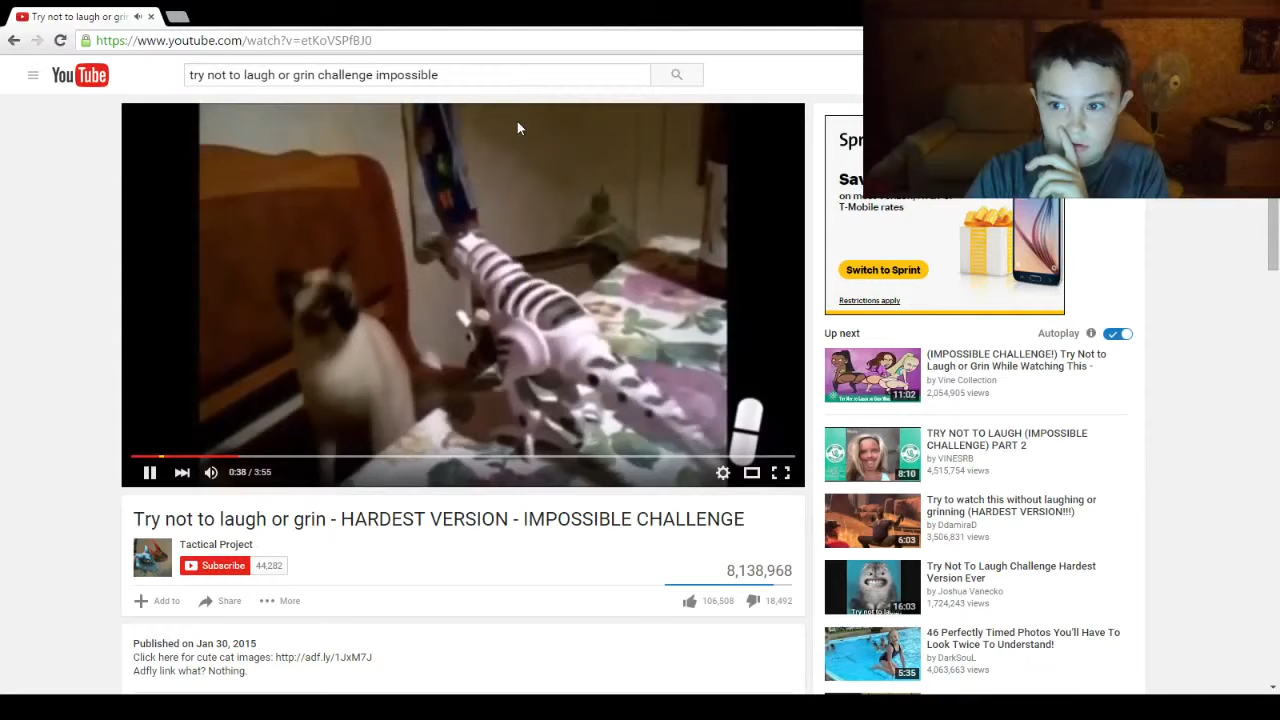 Try not to laugh or grin
https://www.youtube.com/watch?v=etKoVSPfBJ0
YouTube
try not to laugh or grin challenge impossible
Spr
Sav
on most
T-Mobile rates
Switch to Sprint
Restrictions apply
0:38 / 3:55
Up next
Autoplay
(IMPOSSIBLE CHALLENGE!) Try Not to
Laugh or Grin While Watching This -
by Vine Collection
2,054,905 views
11:02
TRY NOT TO LAUGH (IMPOSSIBLE
CHALLENGE) PART 2
by VINESRB
4,515,754 views
8:10
Try to watch this without laughing or
grinning (HARDEST VERSION!!!)
by DdamiraD
3,506,831 views
6:03
Try Not To Laugh Challenge Hardest
Version Ever
by Joshua Vanecko
1,724,243 views
16:03
46 Perfectly Timed Photos You'll Have To
Look Twice To Understand!
by DarkSouL
4,063,663 views
5:35
Try not to laugh or grin - HARDEST VERSION - IMPOSSIBLE CHALLENGE
Tactical Project
Subscribe 44,282
8,138,968
Add to Share More
106,508 18,492
Published on Jan 30, 2015
Click here for cute cat images: http://adf.ly/1JxM7J
Adfly link what? Nothing.